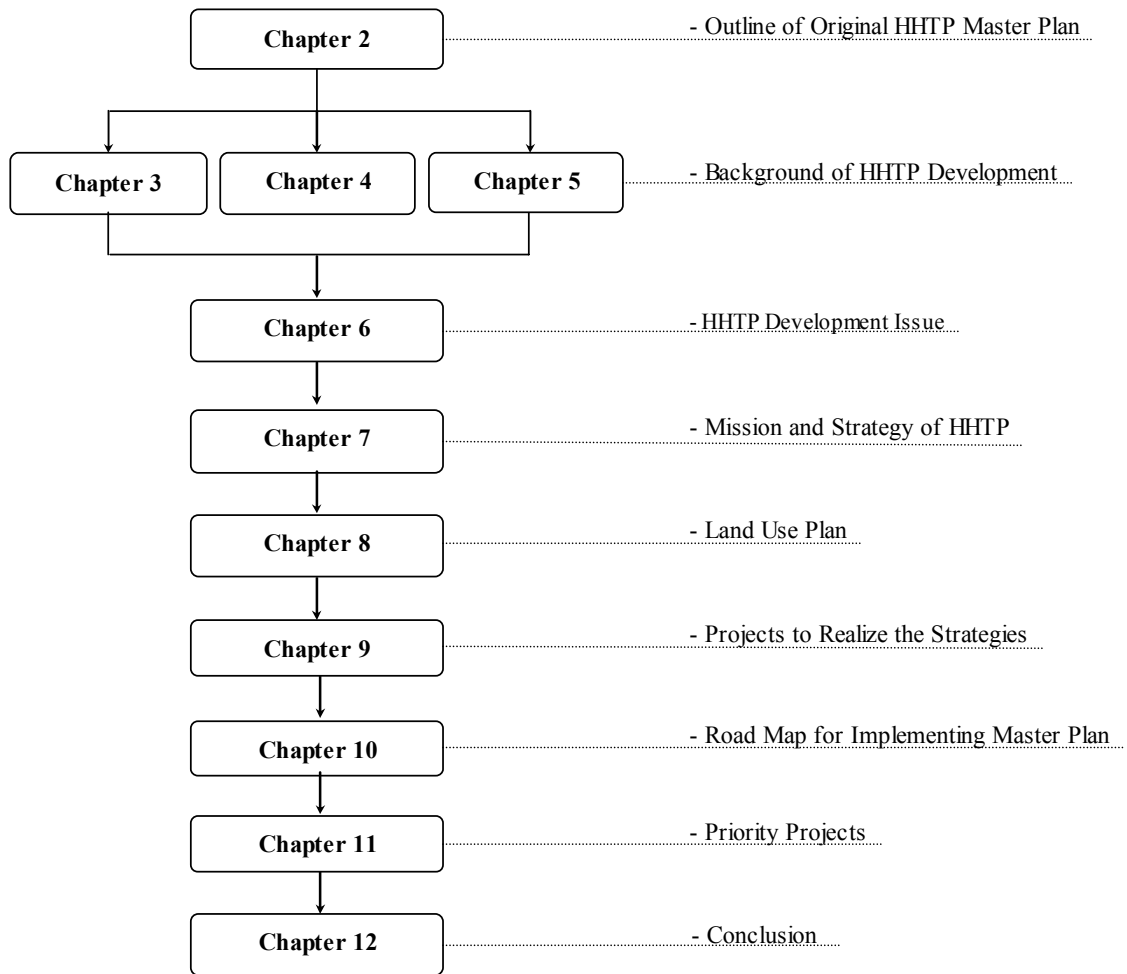 Chapter 2 - Outline of Original HHTP Master Plan
Chapter 3 Chapter 4 Chapter 5 - Background of HHTP Development
Chapter 6 - HHTP Development Issue
Chapter 7 - Mission and Strategy of HHTP
Chapter 8 - Land Use Plan
Chapter 9 - Projects to Realize the Strategies
Chapter 10 - Road Map for Implementing Master Plan
Chapter 11 - Priority Projects
Chapter 12 - Conclusion